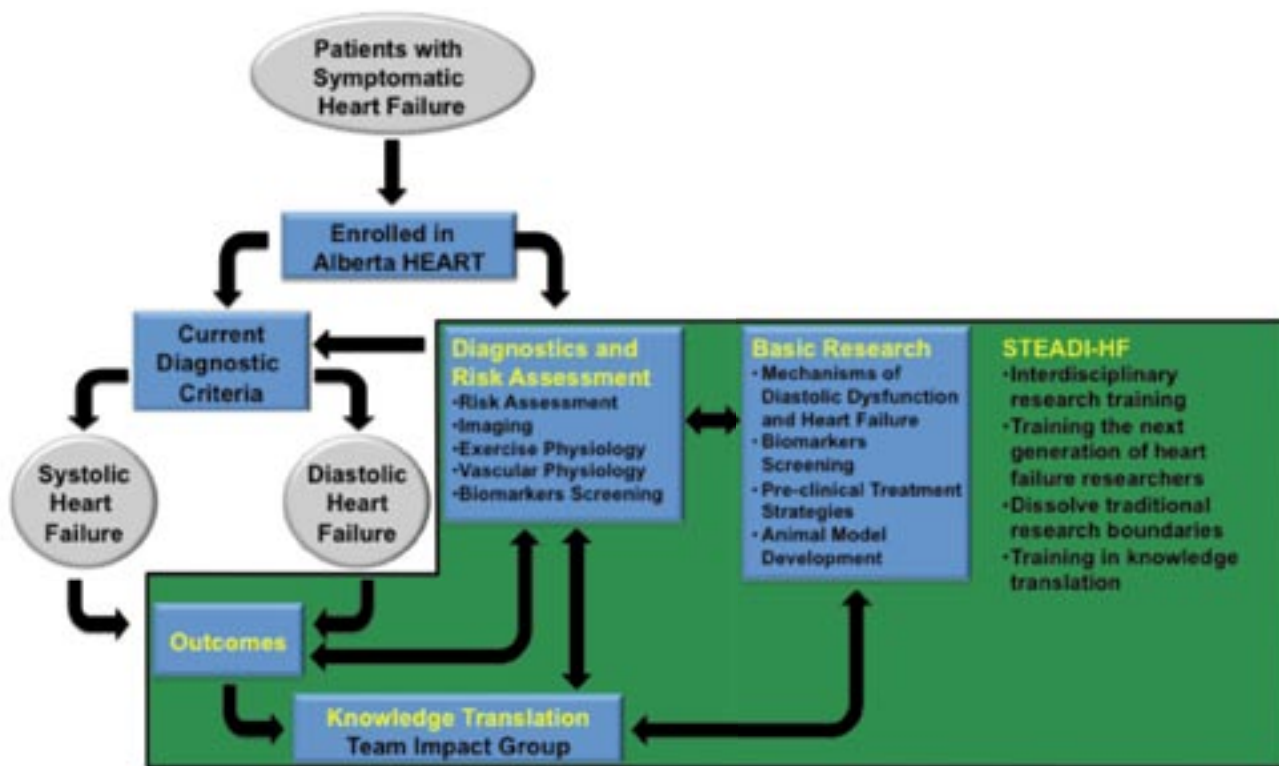 Patients with
Symptomatic
Heart Failure
Enrolled in
Alberta HEART
Current
Diagnostic
Criteria
Systolic
Heart
Failure
Diastolic
Heart
Failure
Diagnostics and
Risk Assessment
•Risk Assessment
•Imaging
•Exercise Physiology
•Vascular Physiology
•Biomarkers Screening
Basic Research
•Mechanisms of
Diastolic Dysfunction
and Heart Failure
•Biomarkers
Screening
•Pre-clinical Treatment
Strategies
•Animal Model
Development
STEADI-HF
•Interdisciplinary
research training
•Training the next
generation of heart
failure researchers
•Dissolve traditional
research boundaries
•Training in knowledge
translation
Outcomes
Knowledge Translation
Team Impact Group